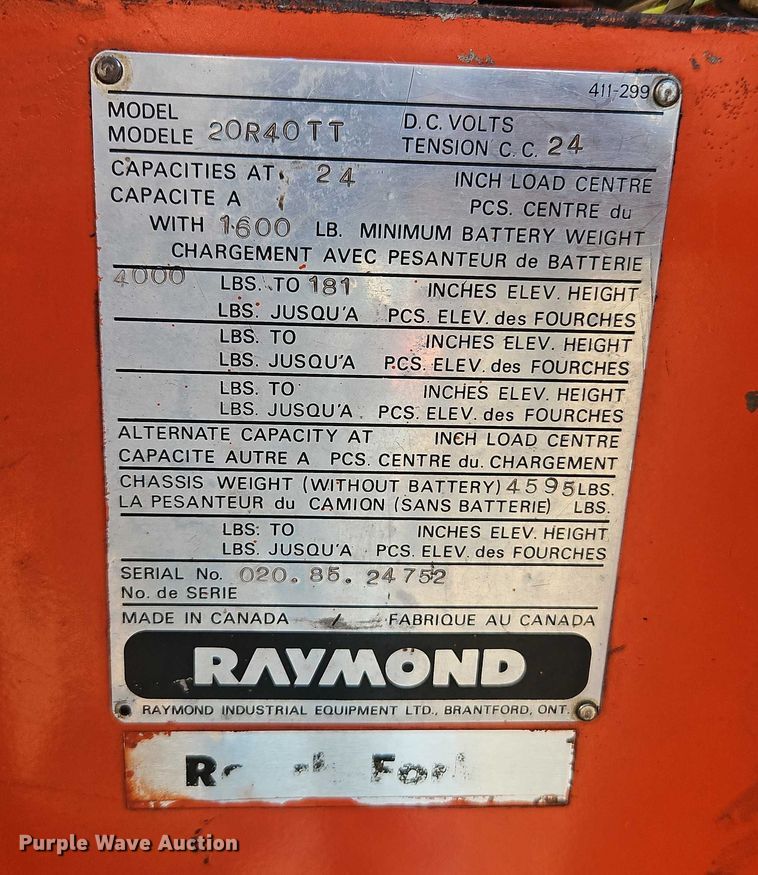 411-299
MODEL
MODELE 20R40TT
D.C. VOLTS
TENSION C.C. 24
CAPACITIES AT 24 INCH LOAD CENTRE
CAPACITE A PCS. CENTRE du
WITH 1600 LB. MINIMUM BATTERY WEIGHT
CHARGEMENT AVEC PESANTEUR de BATTERIE
4000 LBS. TO 181 INCHES ELEV. HEIGHT
LBS. JUSQU'A PCS. ELEV. des FOURCHES
LBS. TO INCHES ELEV. HEIGHT
LBS. JUSQU'A PCS. ELEV. des FOURCHES
LBS. TO INCHES ELEV. HEIGHT
LBS. JUSQU'A PCS. ELEV. des FOURCHES
ALTERNATE CAPACITY AT INCH LOAD CENTRE
CAPACITE AUTRE A PCS. CENTRE du CHARGEMENT
CHASSIS WEIGHT (WITHOUT BATTERY) 4595 LBS.
LA PESANTEUR du CAMION (SANS BATTERIE) LBS.
LBS. TO INCHES ELEV. HEIGHT
LBS. JUSQU'A PCS. ELEV. des FOURCHES
SERIAL No. 020.85.24752
No. de SERIE
MADE IN CANADA FABRIQUE AU CANADA
RAYMOND
RAYMOND INDUSTRIAL EQUIPMENT LTD., BRANTFORD, ONT.
Purple Wave Auction